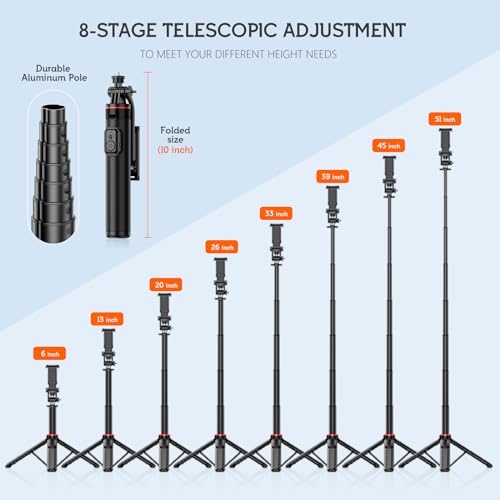 8-STAGE TELESCOPIC ADJUSTMENT
TO MEET YOUR DIFFERENT HEIGHT NEEDS
Durable
Aluminum Pole
Folded
size
(10 inch)
6 inch
13 inch
20 inch
26 inch
33 inch
39 inch
45 inch
51 inch